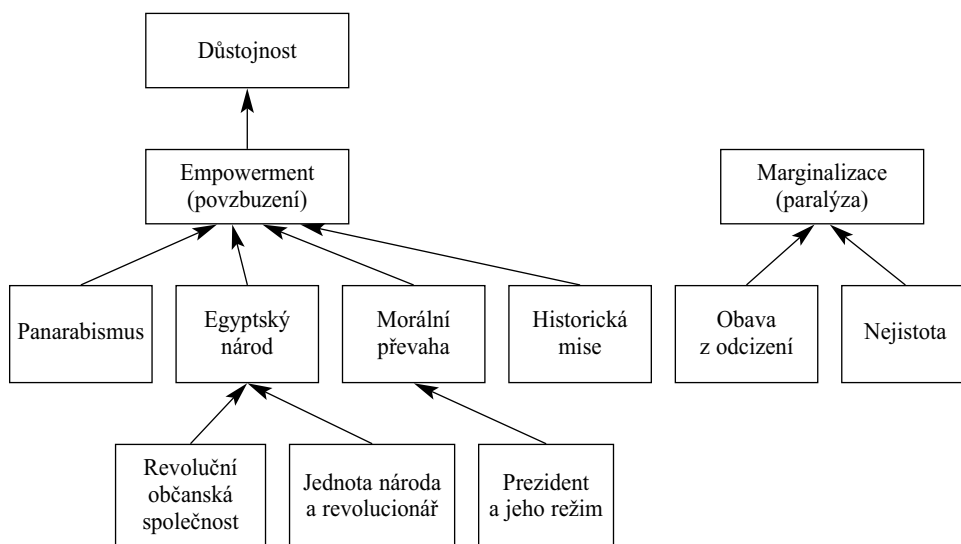 Důstojnost
Empowerment
(povzbuzení)
Marginalizace
(paralýza)
Panarabismus
Egyptský
národ
Morální
převaha
Historická
mise
Obava
z odcizení
Nejistota
Revoluční
občanská
společnost
Jednota národa
a revolucionář
Prezident
a jeho režim